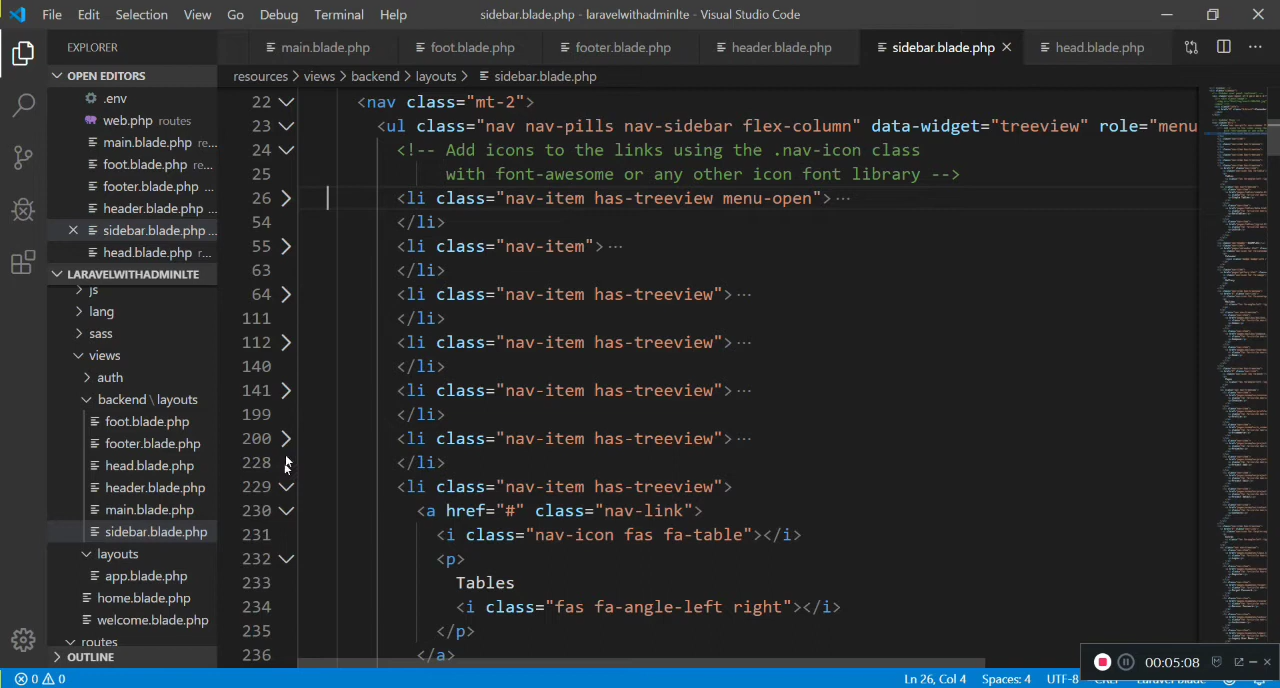 File Edit Selection View Go Debug Terminal Help sidebar.blade.php - laravelwithadminlte - Visual Studio Code
EXPLORER
main.blade.php foot.blade.php footer.blade.php header.blade.php sidebar.blade.php head.blade.php
OPEN EDITORS
.env
web.php routes
main.blade.php re...
foot.blade.php re...
footer.blade.php ...
header.blade.php ...
sidebar.blade.php ...
head.blade.php r...
LARAVELWITHADMINLTE
js
lang
sass
views
auth
backend \ layouts
foot.blade.php
footer.blade.php
head.blade.php
header.blade.php
main.blade.php
sidebar.blade.php
layouts
app.blade.php
home.blade.php
welcome.blade.php
routes
OUTLINE
resources > views > backend > layouts > sidebar.blade.php
22 <nav class="mt-2">
23 <ul class="nav nav-pills nav-sidebar flex-column" data-widget="treeview" role="menu
24 <!-- Add icons to the links using the .nav-icon class
25 with font-awesome or any other icon font library -->
26 <li class="nav-item has-treeview menu-open">...
54 </li>
55 <li class="nav-item">...
63 </li>
64 <li class="nav-item has-treeview">...
111 </li>
112 <li class="nav-item has-treeview">...
140 </li>
141 <li class="nav-item has-treeview">...
199 </li>
200 <li class="nav-item has-treeview">...
228 </li>
229 <li class="nav-item has-treeview">
230 <a href="#" class="nav-link">
231 <i class="nav-icon fas fa-table"></i>
232 <p>
233 Tables
234 <i class="fas fa-angle-left right"></i>
235 </p>
236 </a>
00:05:08
0 0 Ln 26, Col 4 Spaces: 4 UTF-8